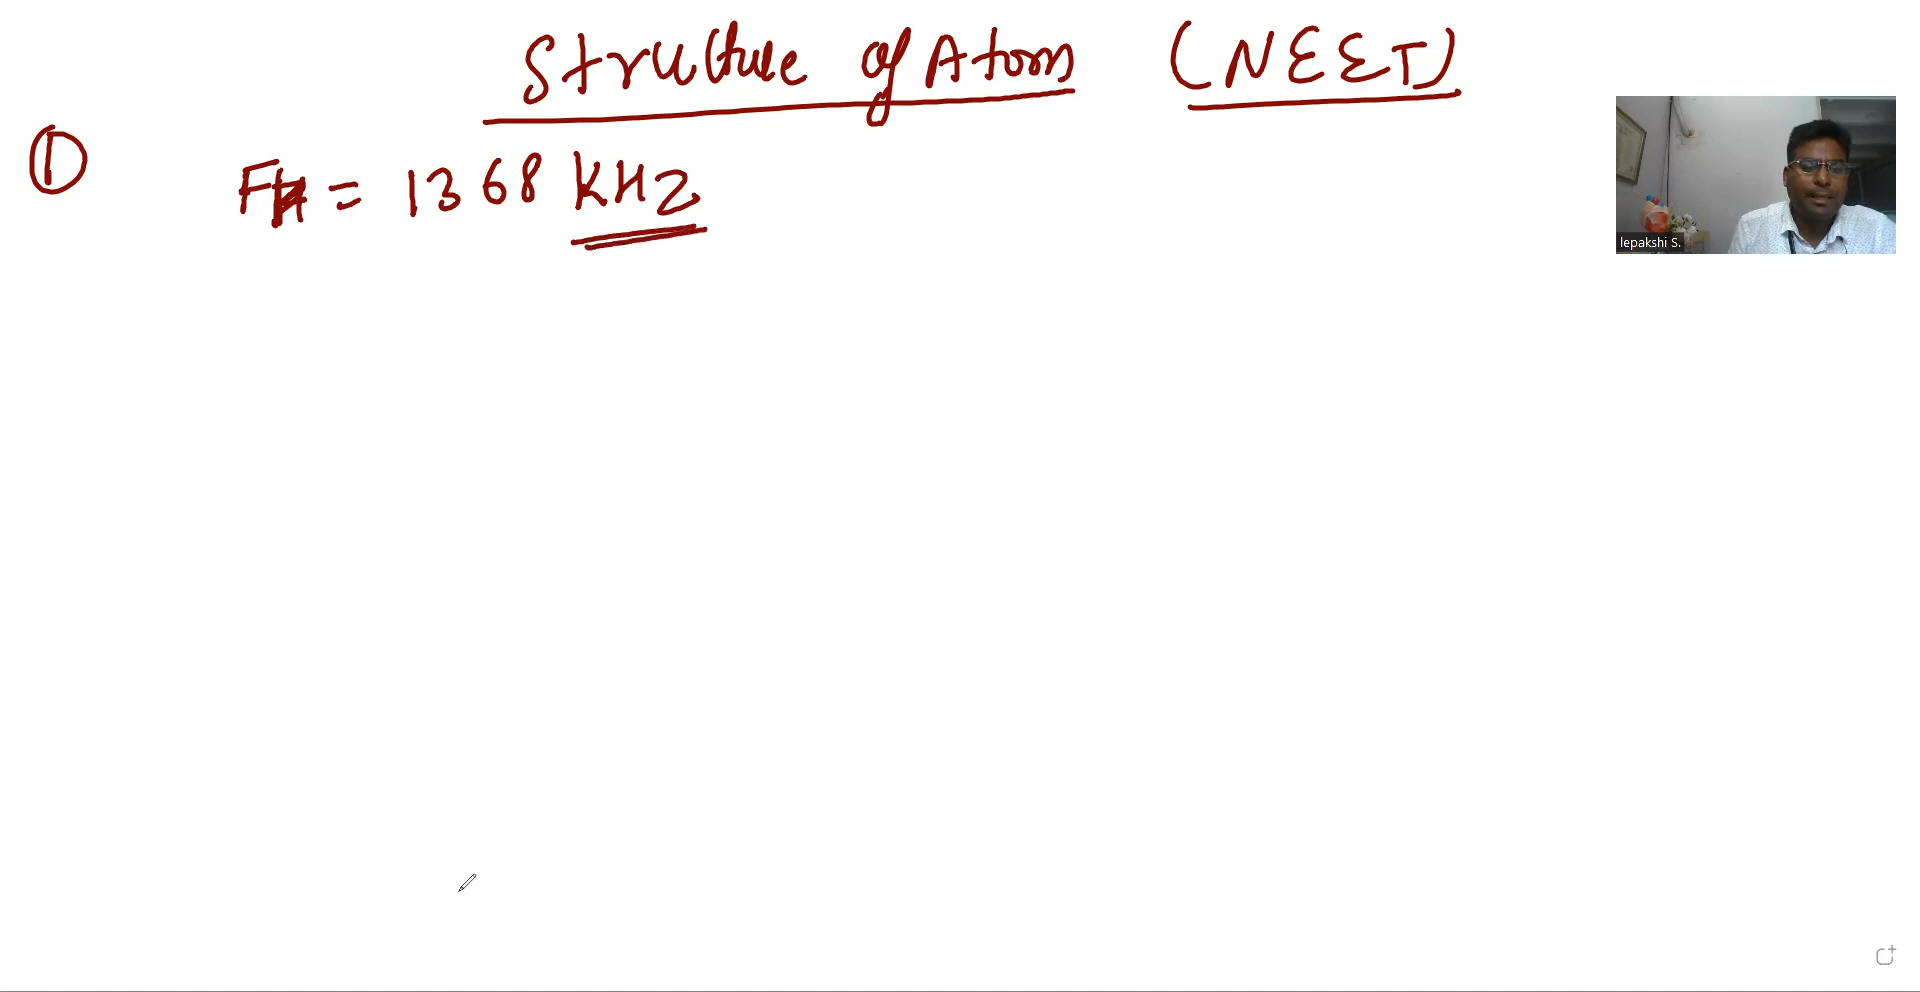 Structure of Atom (NEET)
① F = 1368 KHz
lepakshi S.